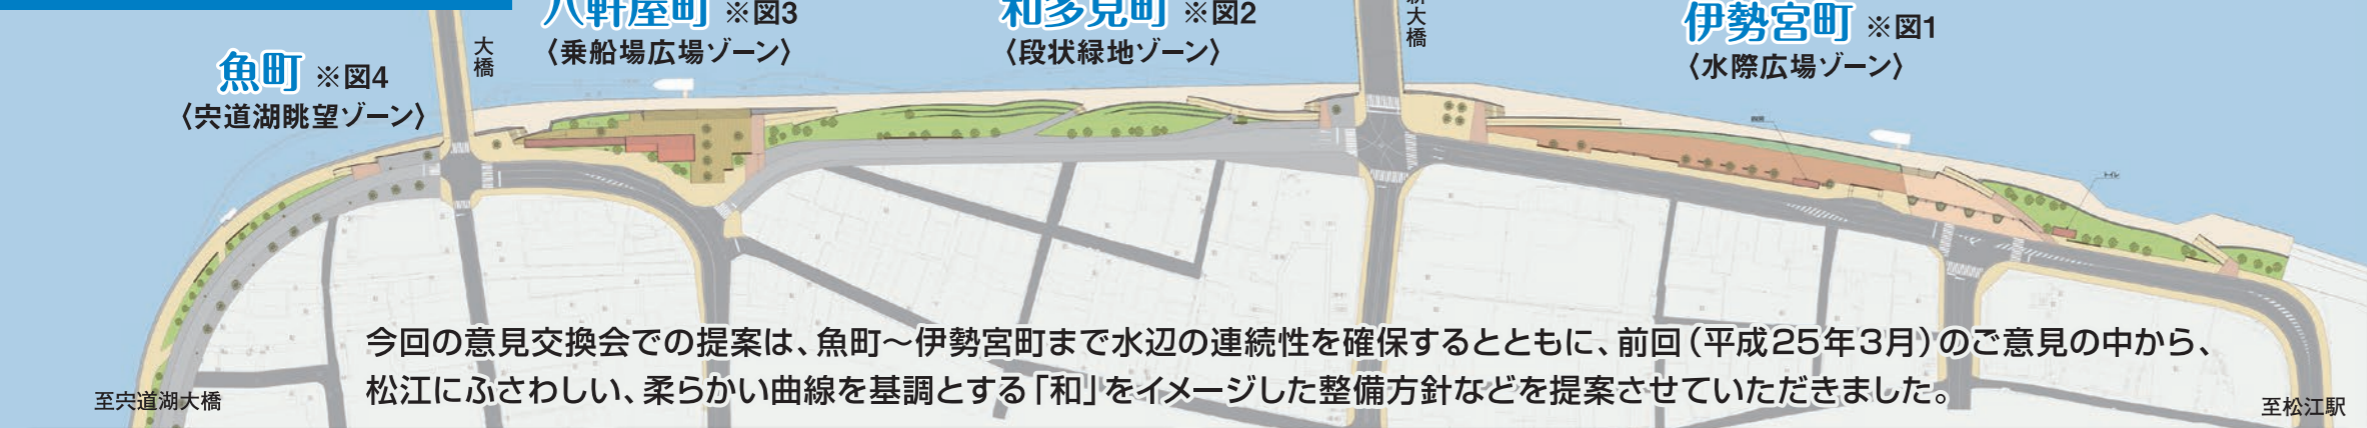 八軒屋町 ※図3
〈乗船場広場ゾーン〉
和多見町 ※図2
〈段状緑地ゾーン〉
伊勢宮町 ※図1
〈水際広場ゾーン〉
魚町 ※図4
〈宍道湖眺望ゾーン〉
大橋
新大橋
今回の意見交換会での提案は、魚町～伊勢宮町まで水辺の連続性を確保するとともに、前回（平成25年3月）のご意見の中から、
松江にふさわしい、柔らかい曲線を基調とする「和」をイメージした整備方針などを提案させていただきました。
至宍道湖大橋
至松江駅